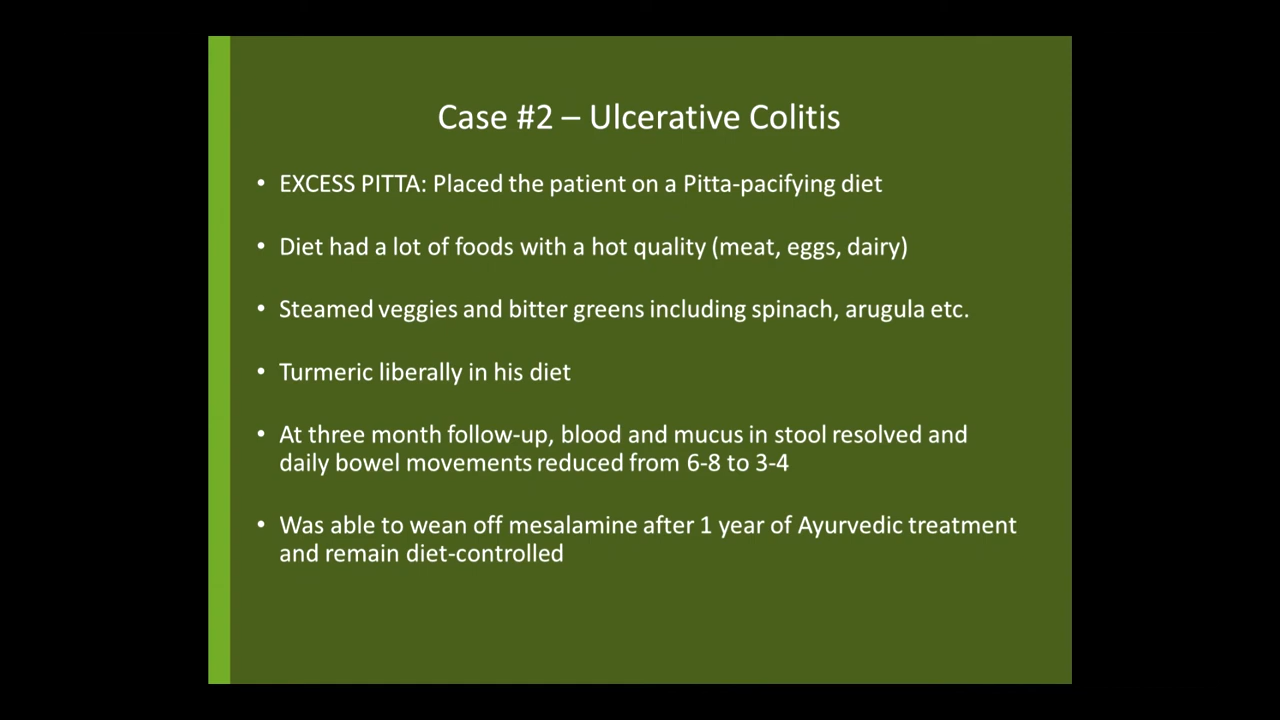 Case #2 – Ulcerative Colitis
• EXCESS PITTA: Placed the patient on a Pitta-pacifying diet
• Diet had a lot of foods with a hot quality (meat, eggs, dairy)
• Steamed veggies and bitter greens including spinach, arugula etc.
• Turmeric liberally in his diet
• At three month follow-up, blood and mucus in stool resolved and
daily bowel movements reduced from 6-8 to 3-4
• Was able to wean off mesalamine after 1 year of Ayurvedic treatment
and remain diet-controlled